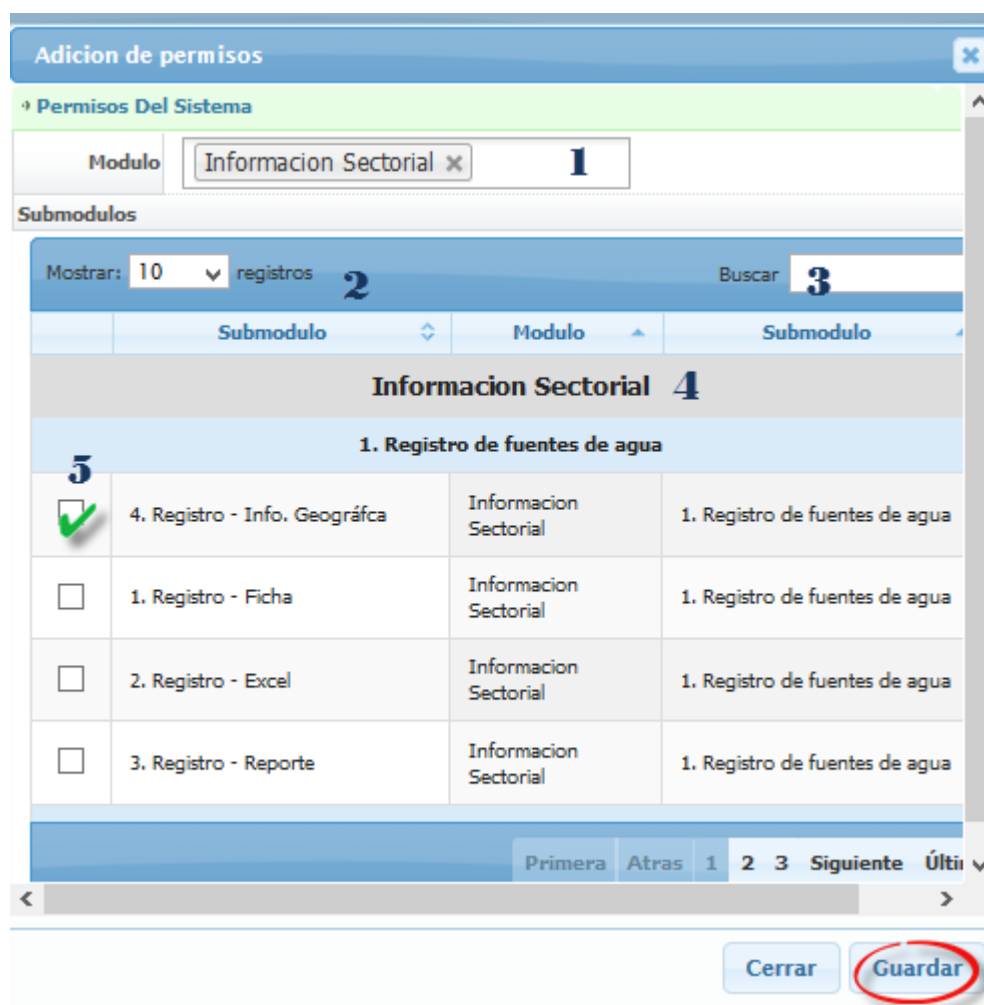 Adicion de permisos
Permisos Del Sistema
Modulo Informacion Sectorial 1
Submodulos
Mostrar: 10 registros 2 Buscar 3
Submodulo Modulo Submodulo
Informacion Sectorial 4
1. Registro de fuentes de agua
5
4. Registro - Info. Geográfca Informacion Sectorial 1. Registro de fuentes de agua
1. Registro - Ficha Informacion Sectorial 1. Registro de fuentes de agua
2. Registro - Excel Informacion Sectorial 1. Registro de fuentes de agua
3. Registro - Reporte Informacion Sectorial 1. Registro de fuentes de agua
Primera Atras 1 2 3 Siguiente
Cerrar Guardar